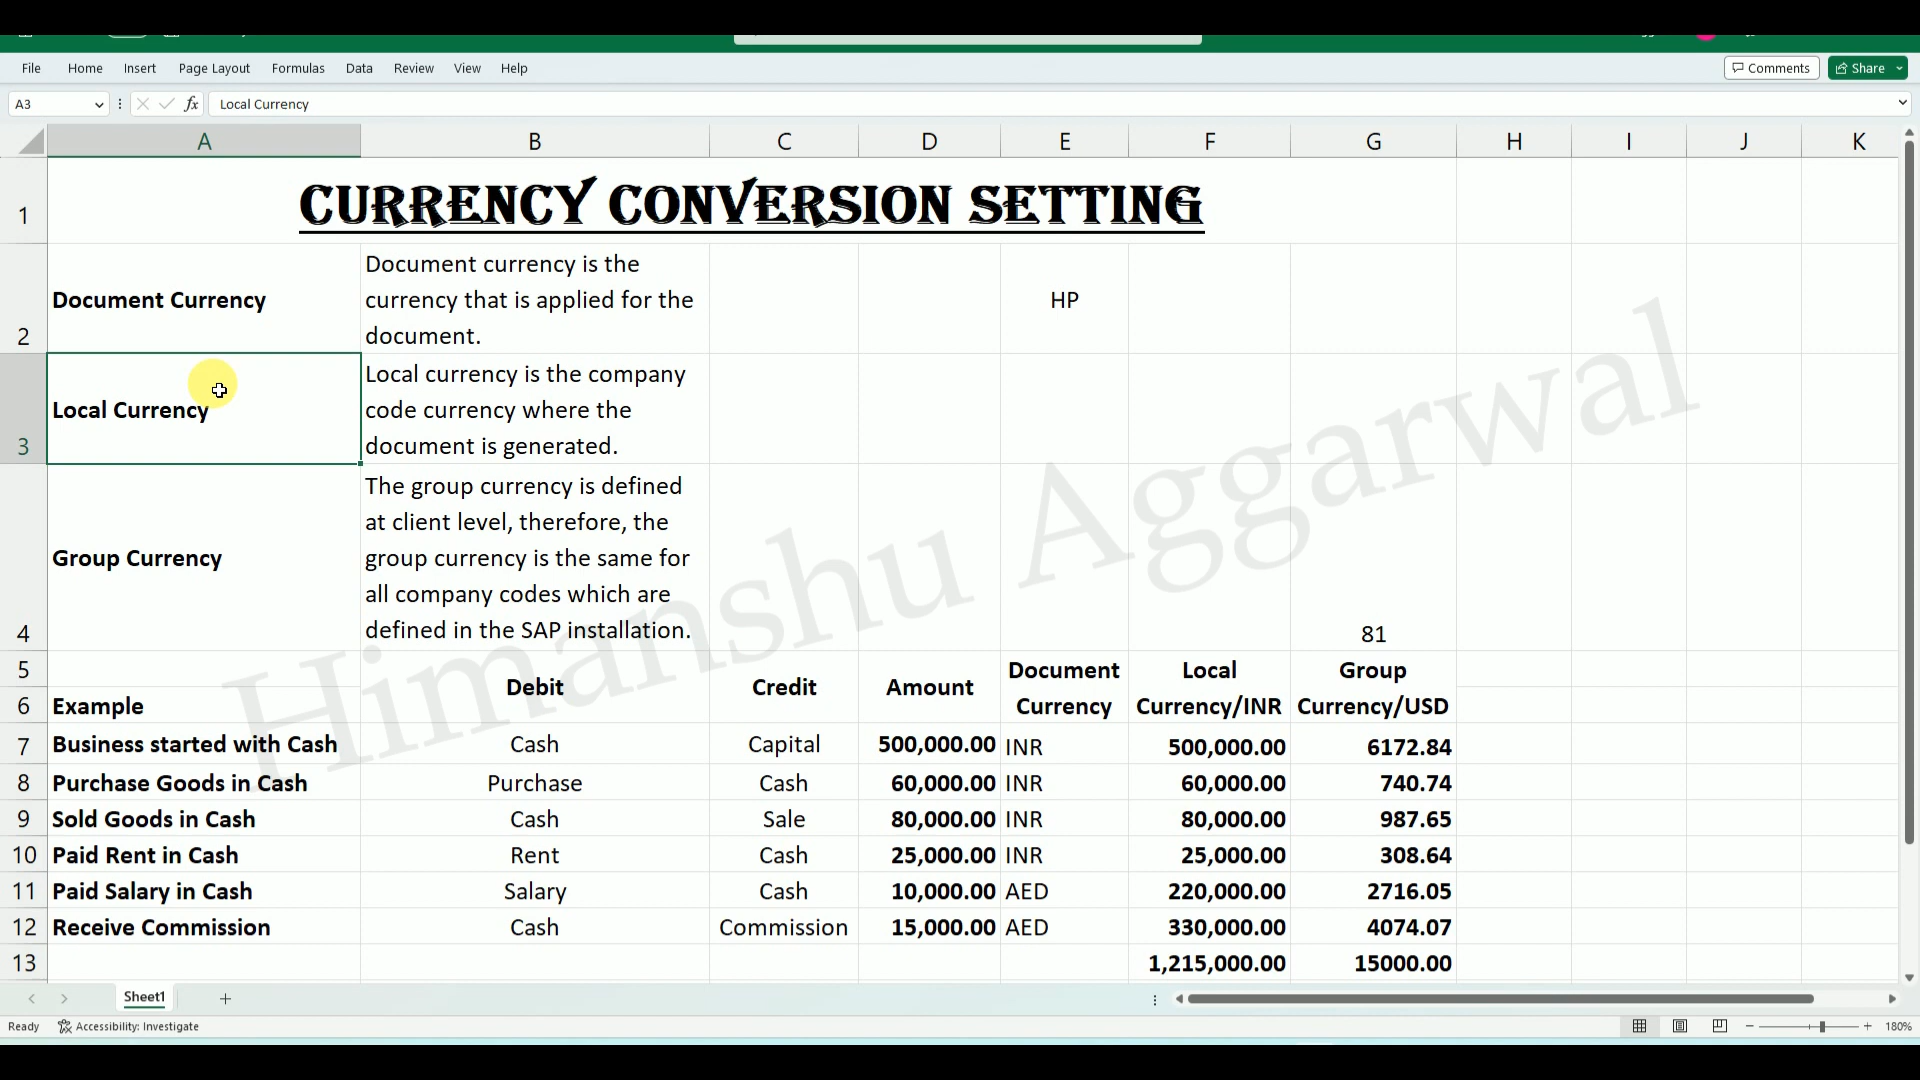 File Home Insert Page Layout Formulas Data Review View Help Comments Share
A3 fx Local Currency
A B C D E F G H I J K
1 CURRENCY CONVERSION SETTING
Document currency is the
Document Currency currency that is applied for the HP
2 document.
Local currency is the company
Local Currency code currency where the
3 document is generated.
The group currency is defined
at client level, therefore, the
Group Currency group currency is the same for
all company codes which are
4 defined in the SAP installation. 81
Himanshu Aggarwal
5 Debit Credit Amount Document Local Group
6 Example Currency Currency/INR Currency/USD
7 Business started with Cash Cash Capital 500,000.00 INR 500,000.00 6172.84
8 Purchase Goods in Cash Purchase Cash 60,000.00 INR 60,000.00 740.74
9 Sold Goods in Cash Cash Sale 80,000.00 INR 80,000.00 987.65
10 Paid Rent in Cash Rent Cash 25,000.00 INR 25,000.00 308.64
11 Paid Salary in Cash Salary Cash 10,000.00 AED 220,000.00 2716.05
12 Receive Commission Cash Commission 15,000.00 AED 330,000.00 4074.07
13 1,215,000.00 15000.00
Sheet1
Ready Accessibility: Investigate 180%